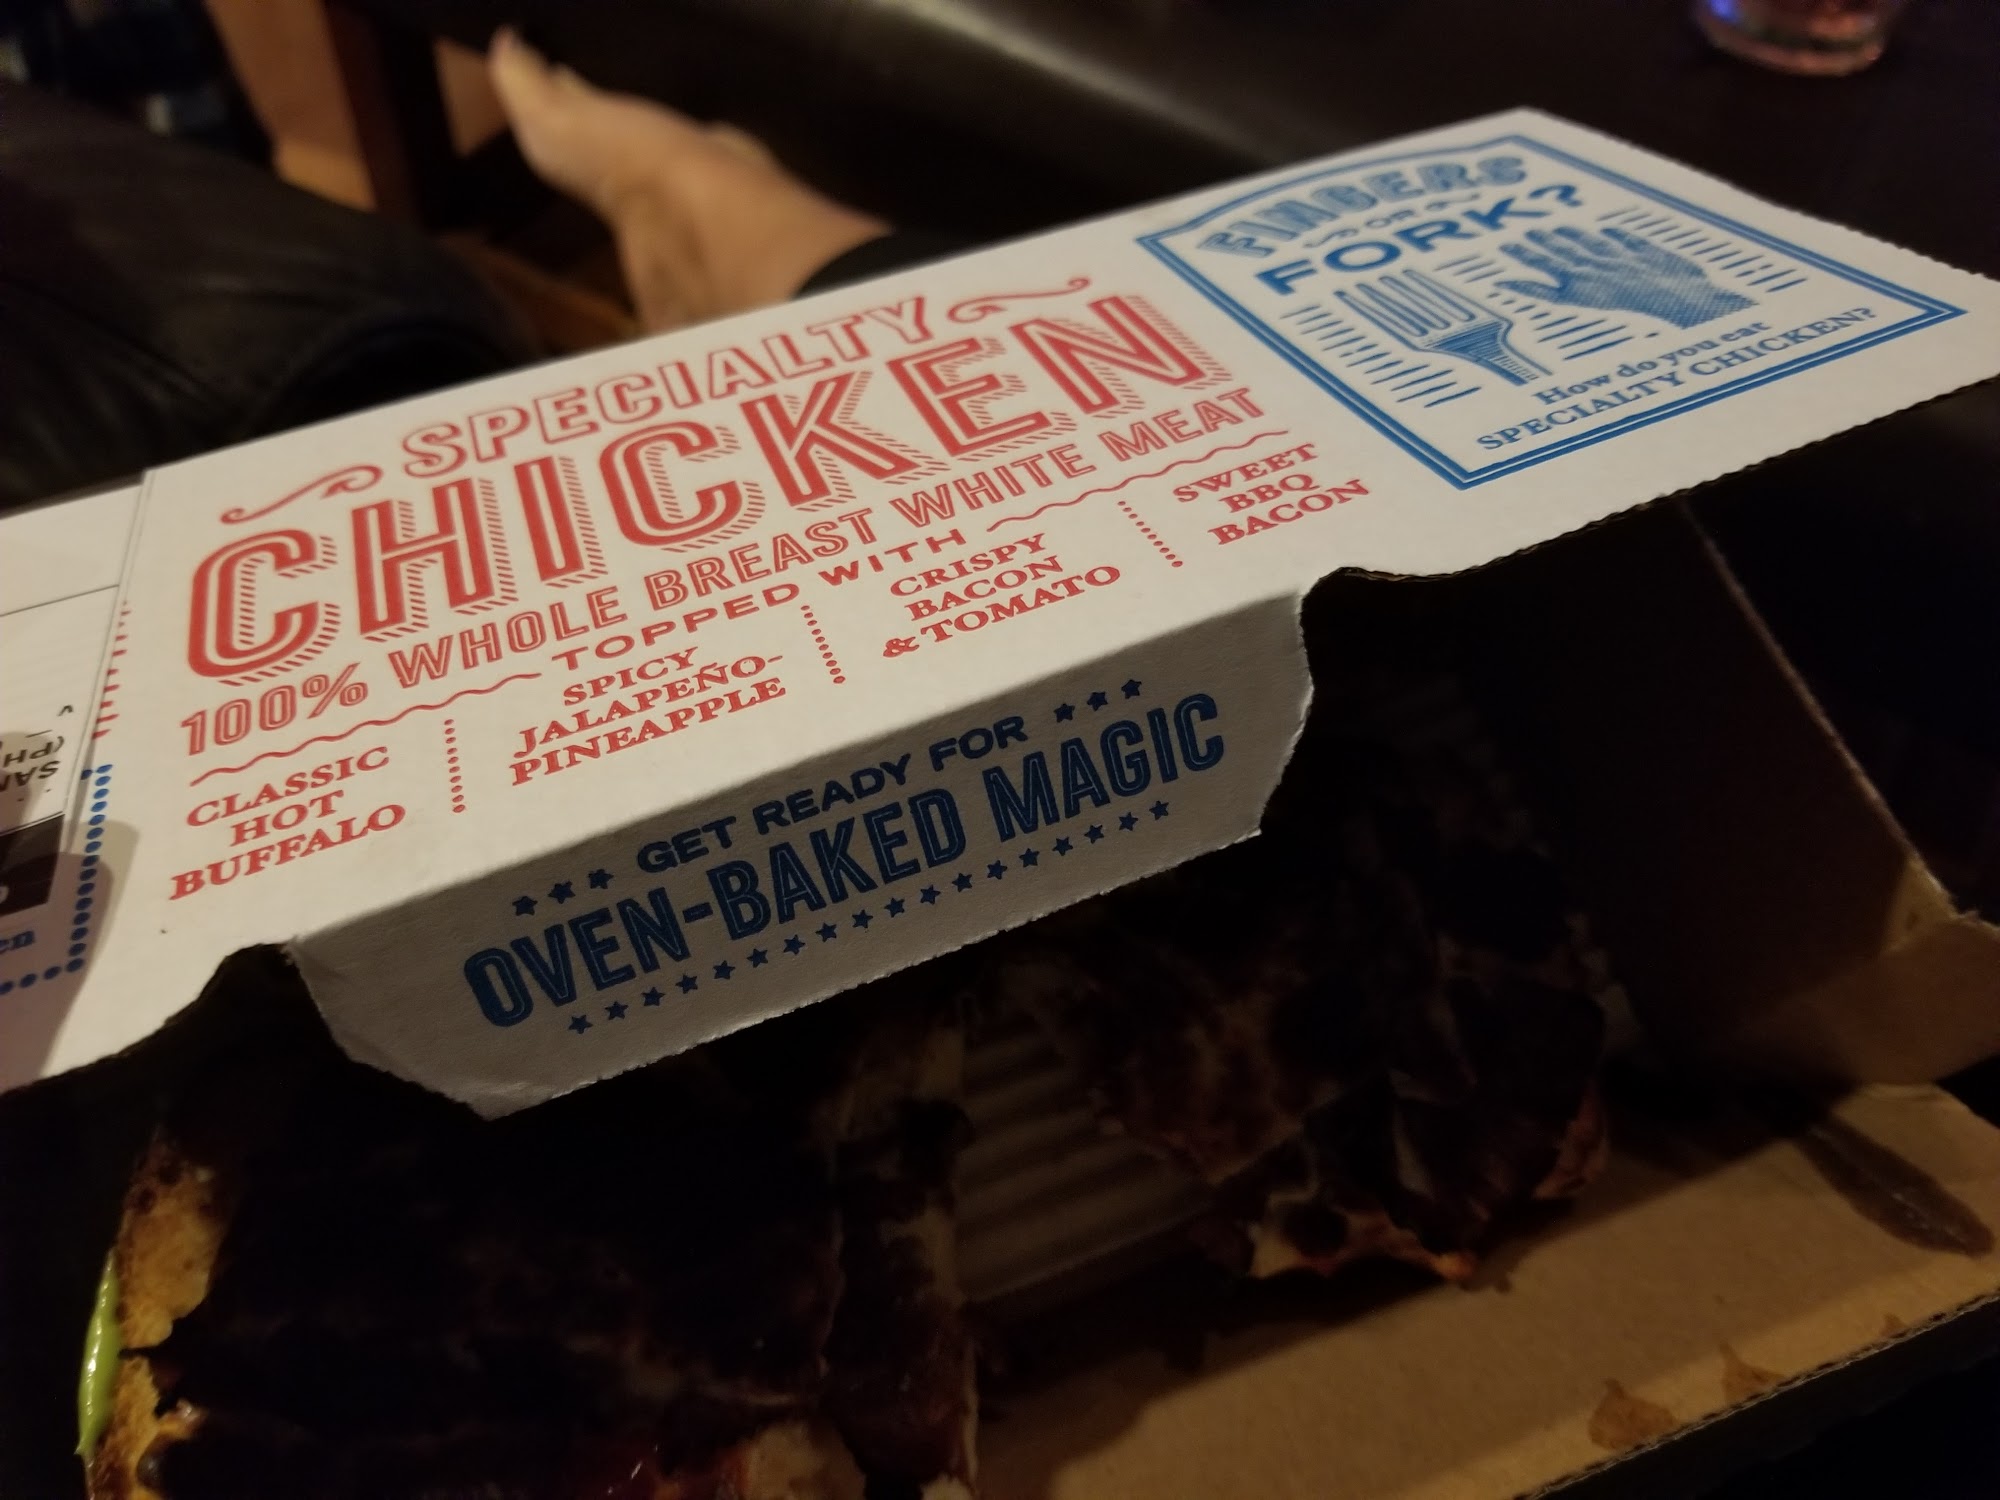 SPECIALTY
CHICKEN
100% WHOLE BREAST WHITE MEAT
TOPPED WITH
CLASSIC
HOT
BUFFALO
SPICY
JALAPEÑO-
PINEAPPLE
CRISPY
BACON
& TOMATO
SWEET
BBQ
BACON
FINGERS
OR
FORK?
How do you eat
SPECIALTY CHICKEN?
GET READY FOR
OVEN-BAKED MAGIC